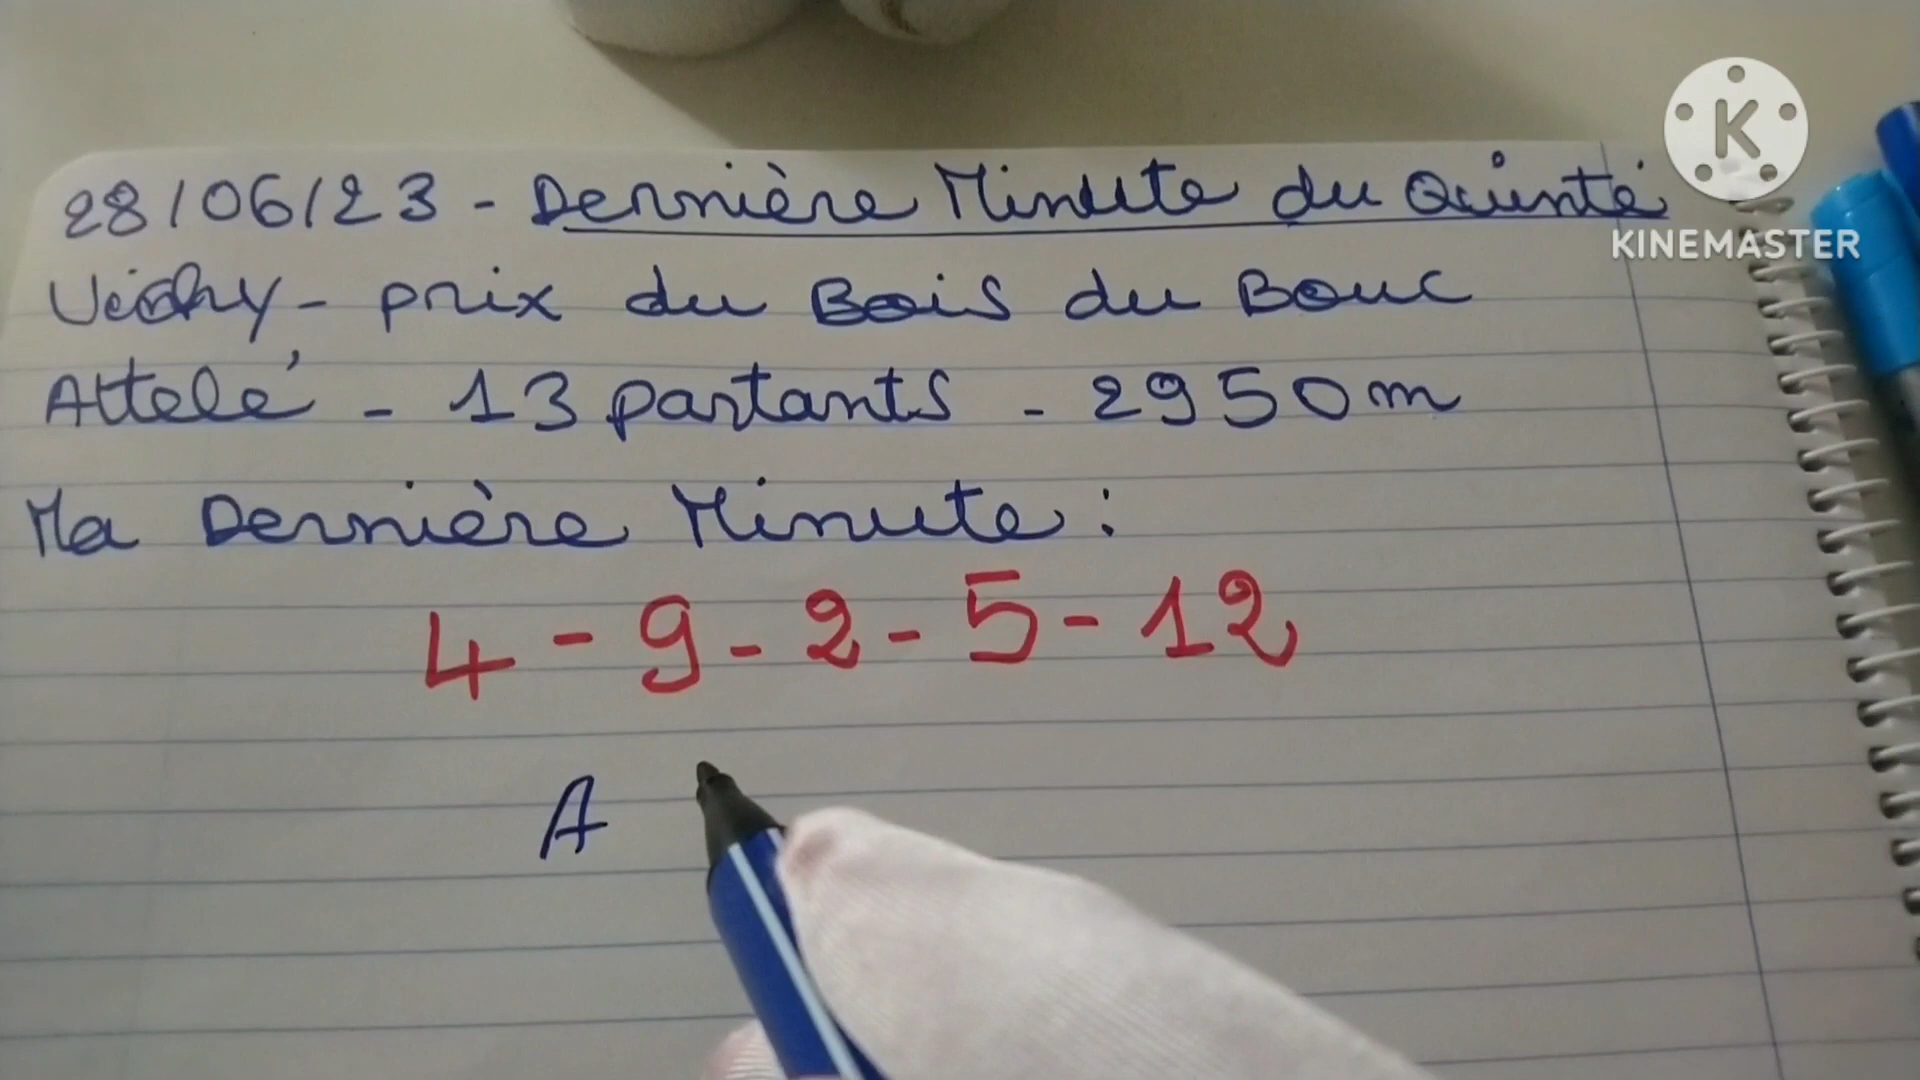 28/06/23 - Dernière Minute du Quinté
Vichy - prix du Bois du Bouc
Attelé - 13 partants - 2950m
Ma Dernière Minute :
4 - 9 - 2 - 5 - 12
A
K
KINEMASTER